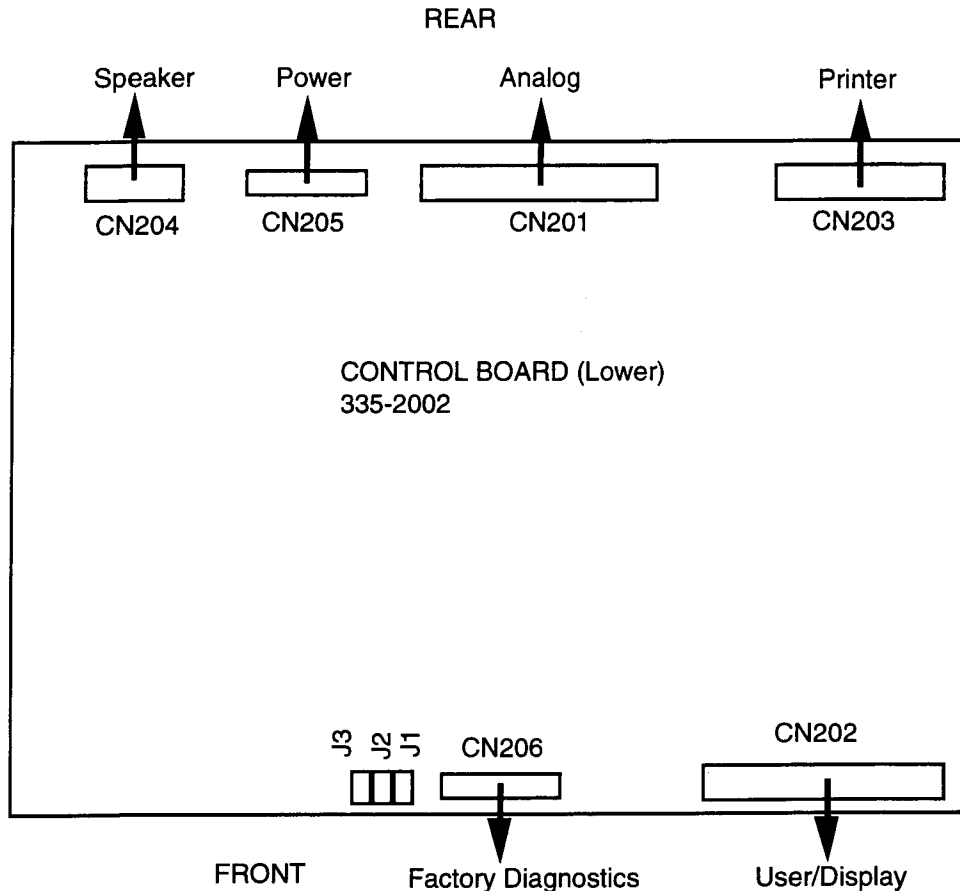 REAR
Speaker Power Analog Printer
CN204 CN205 CN201 CN203
CONTROL BOARD (Lower)
335-2002
J3 J2 J1 CN206 CN202
FRONT Factory Diagnostics User/Display